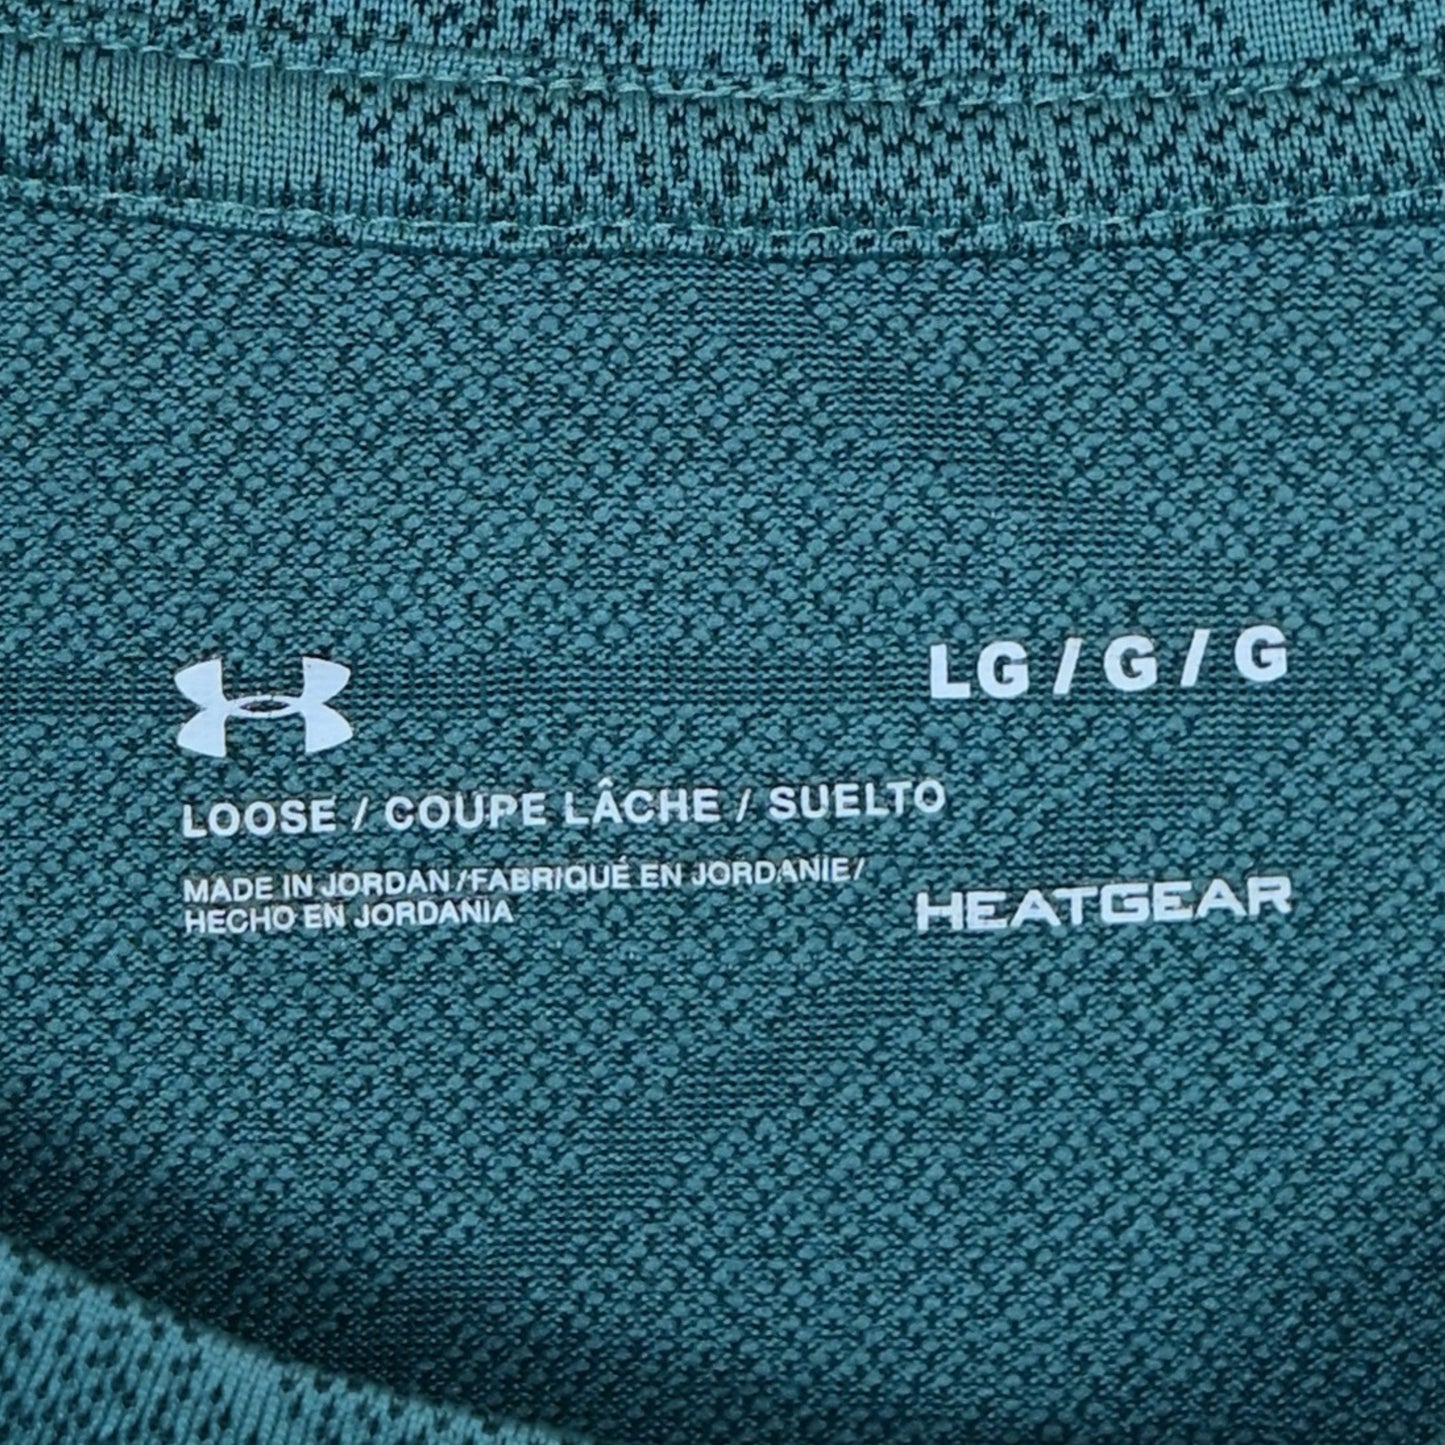 LG / G / G
LOOSE / COUPE LÂCHE / SUELTO
MADE IN JORDAN /FABRIQUÉ EN JORDANIE/
HECHO EN JORDANIA
HEATGEAR